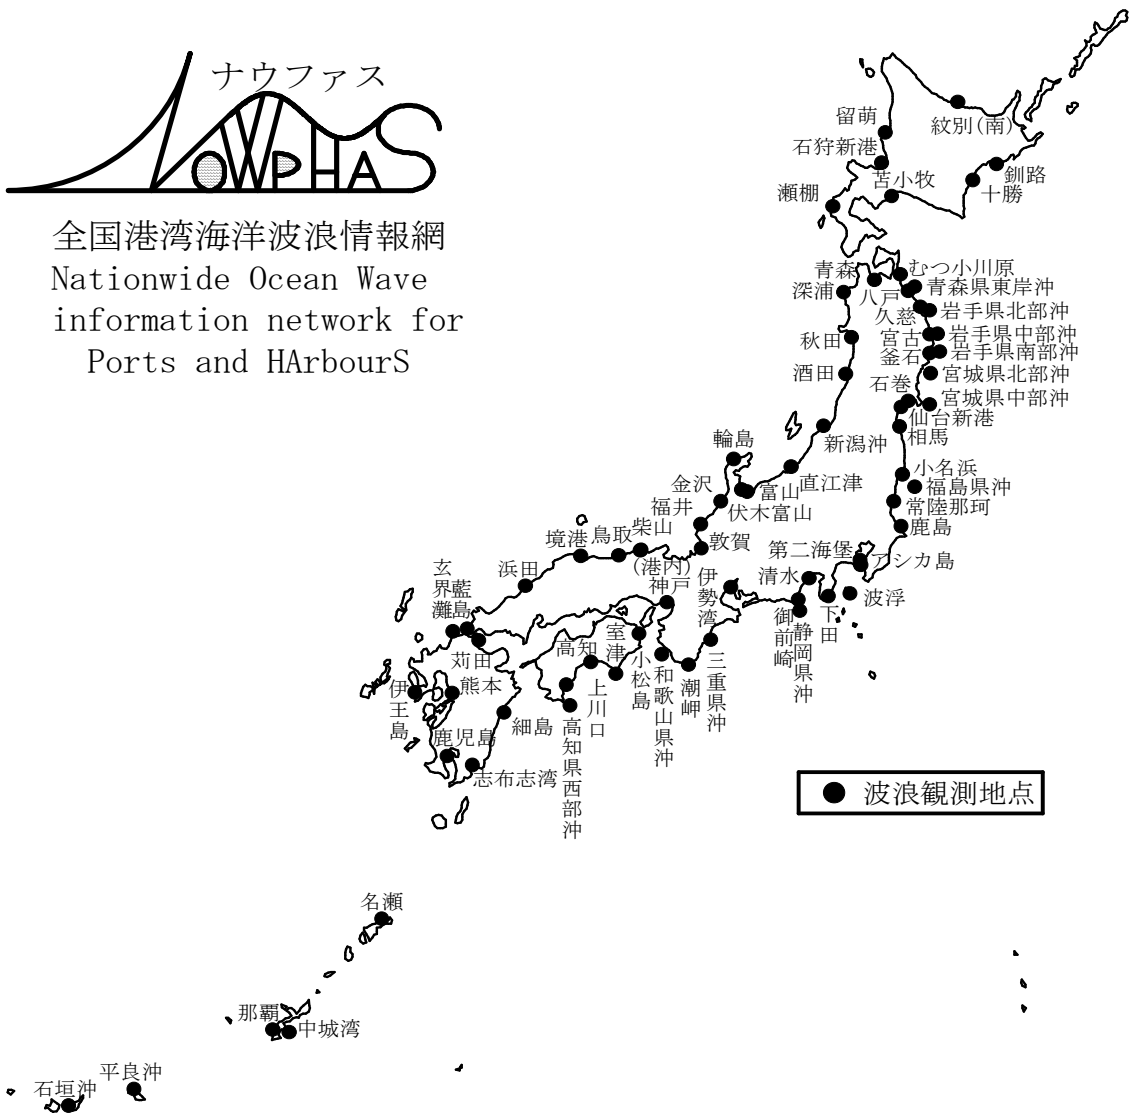 ナウファス
NOWPHAS
全国港湾海洋波浪情報網
Nationwide Ocean Wave
information network for
Ports and HArbourS
留萌
紋別(南)
石狩新港
釧路
苫小牧
十勝
瀬棚
むつ小川原
青森
青森県東岸沖
深浦
八戸
久慈
岩手県北部沖
秋田
宮古
岩手県中部沖
釜石
岩手県南部沖
酒田
宮城県北部沖
石巻
宮城県中部沖
仙台新港
相馬
新潟沖
輪島
小名浜
直江津
福島県沖
金沢
富山
伏木富山
常陸那珂
福井
鹿島
柴山
(港内)
鳥取
境港
敦賀
第二海堡
アシカ島
浜田
神戸
伊勢湾
清水
波浮
下田
御前崎
静岡県沖
玄界灘
藍島
苅田
高知
室津
小松島
和歌山県沖
潮岬
三重県沖
上川口
高知県西部沖
伊王島
熊本
細島
鹿児島
志布志湾
波浪観測地点
名瀬
那覇
中城湾
平良沖
石垣沖